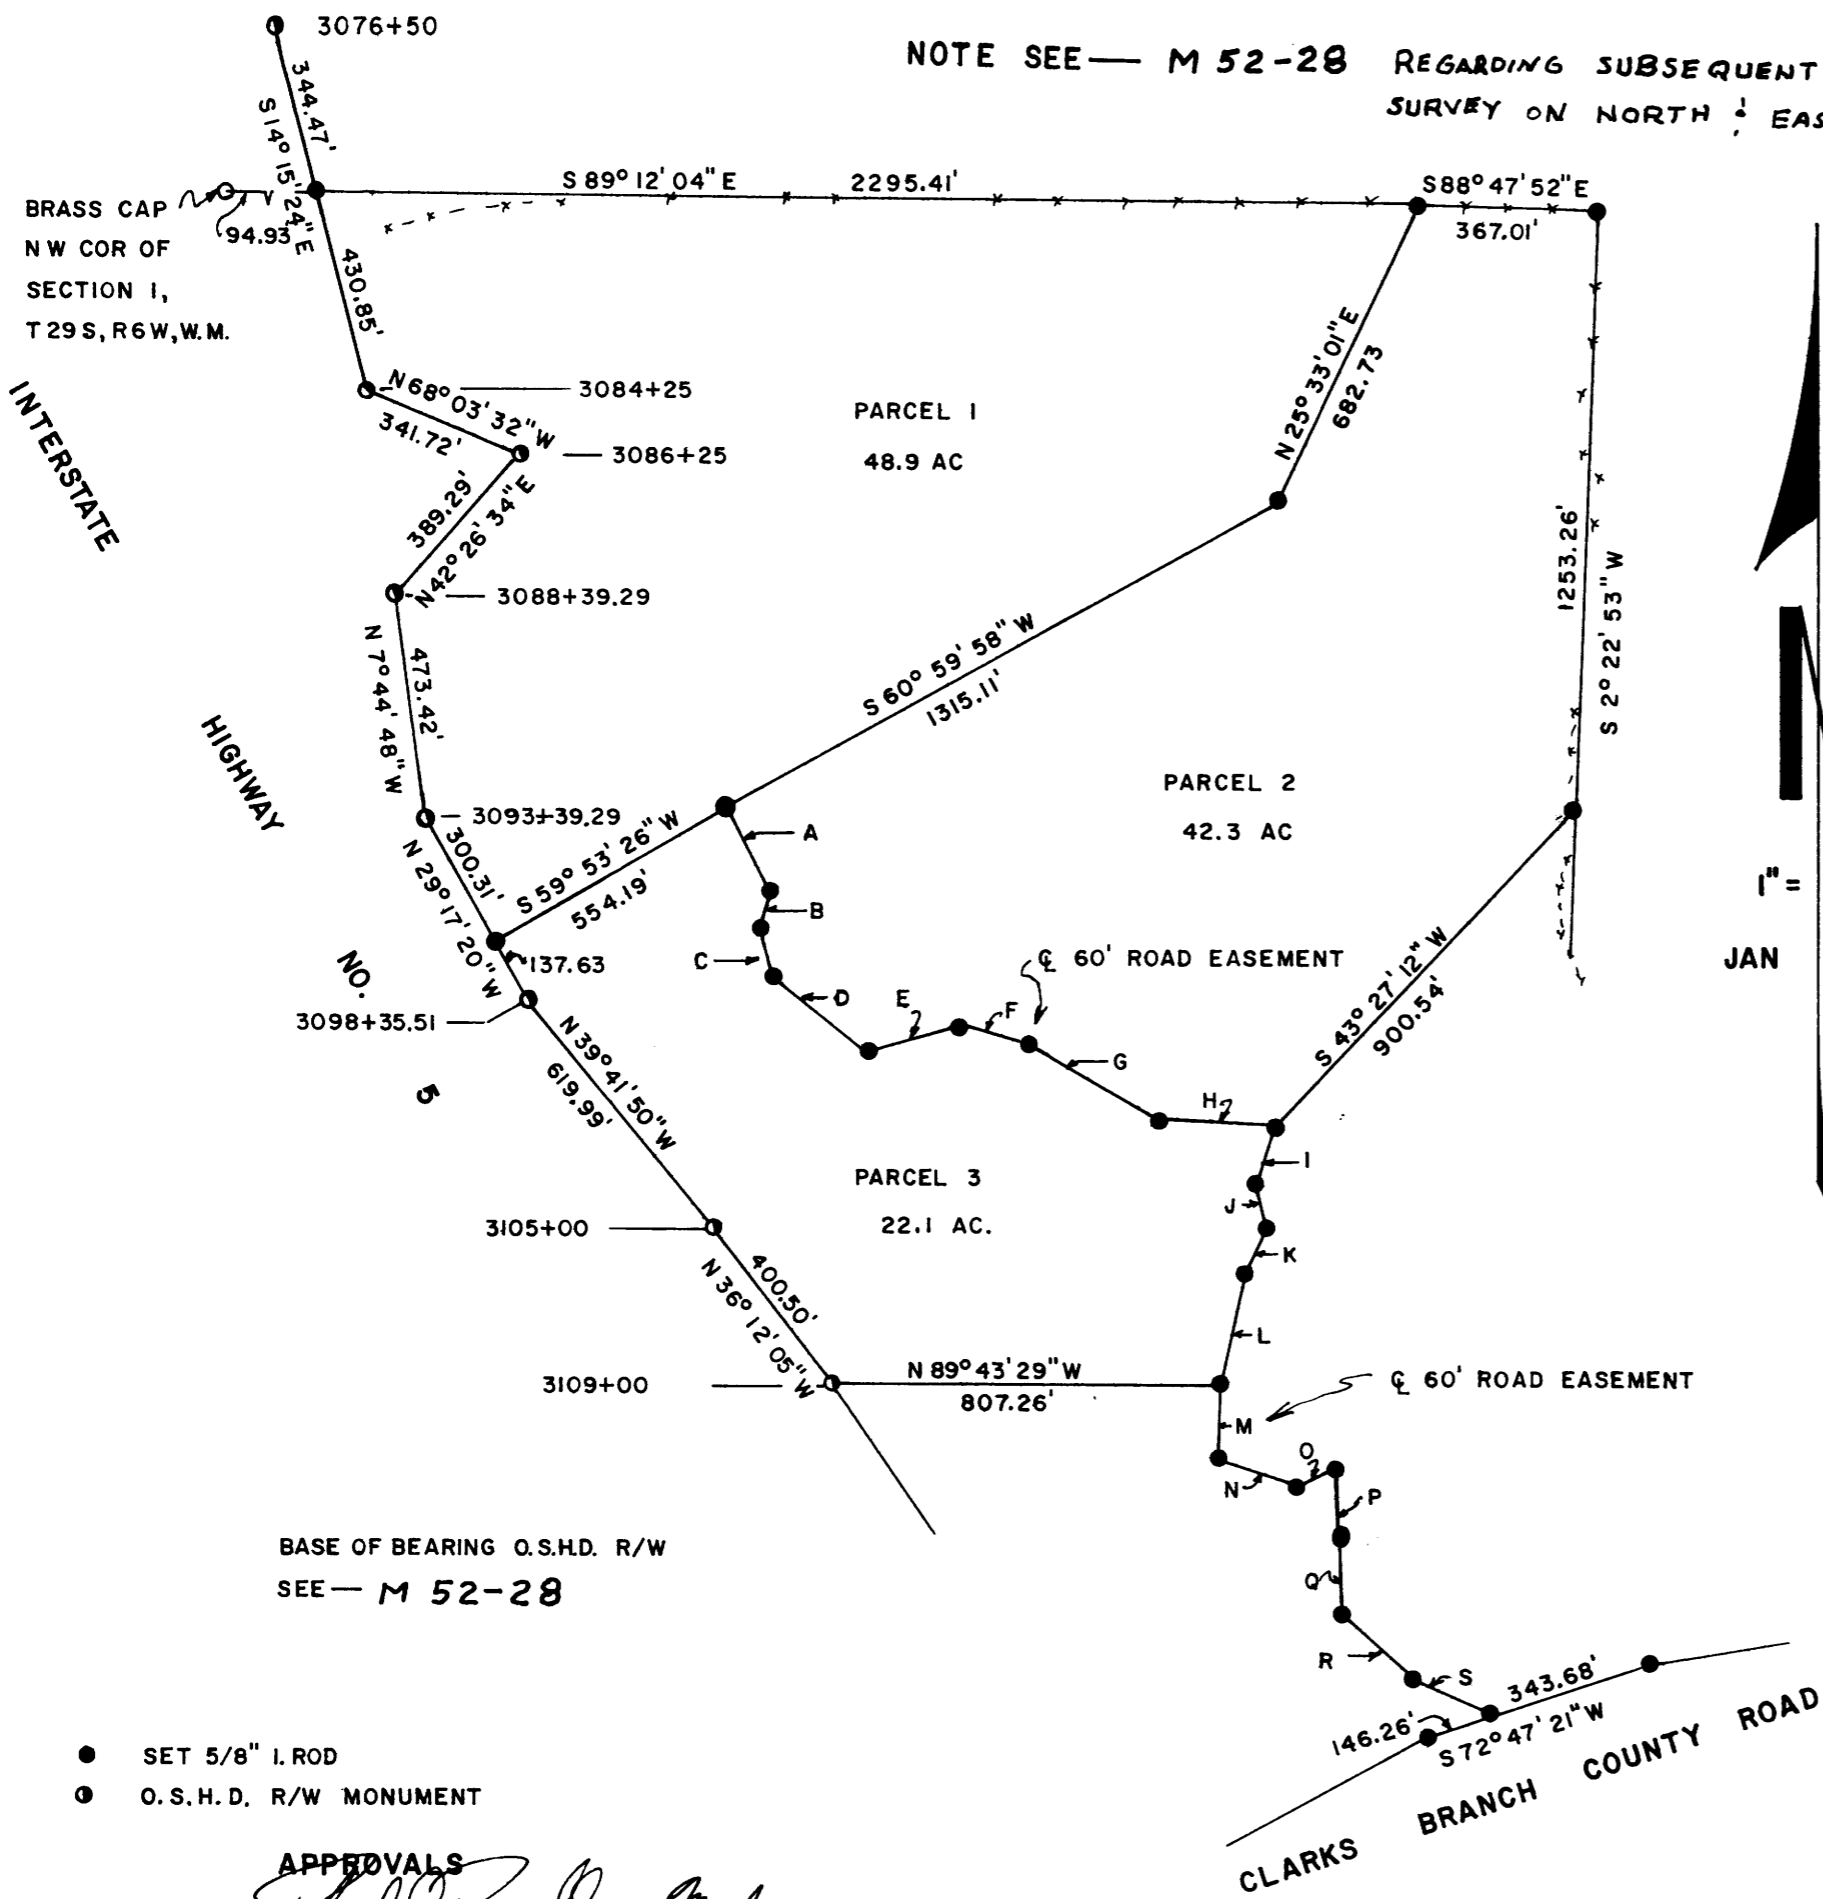 3076+50
NOTE SEE — M 52-28 REGARDING SUBSEQUENT
SURVEY ON NORTH & EAS
344.47'
S 14° 15' 24" E
BRASS CAP
N W COR OF
SECTION 1,
T 29 S, R 6 W, W.M.
94.93
S 89° 12' 04" E 2295.41'
S 88° 47' 52" E
367.01'
430.85'
N 68° 03' 32" W
341.72'
3084+25
3086+25
PARCEL 1
48.9 AC
N 25° 33' 01" E
682.73
389.29'
N 42° 26' 34" E
3088+39.29
1253.26'
S 2° 22' 53" W
INTERSTATE
HIGHWAY
NO.
5
N 7° 44' 48" W
473.42'
S 60° 59' 58" W
1315.11'
PARCEL 2
42.3 AC
3093+39.29
300.31'
N 29° 17' 20" W
S 59° 53' 26" W
554.19'
A
B
C
D
E
F
G
H
I
J
K
L
1" =
JAN
137.63
3098+35.51
℄ 60' ROAD EASEMENT
S 43° 27' 12" W
900.54'
N 39° 41' 50" W
619.99'
PARCEL 3
22.1 AC.
3105+00
400.50'
N 36° 12' 05" W
3109+00
N 89° 43' 29" W
807.26'
℄ 60' ROAD EASEMENT
M
N
O
P
Q
R
S
BASE OF BEARING O.S.H.D. R/W
SEE — M 52-28
343.68'
146.26'
S 72° 47' 21" W
CLARKS BRANCH COUNTY ROAD
SET 5/8" I. ROD
O.S.H.D. R/W MONUMENT
APPROVALS